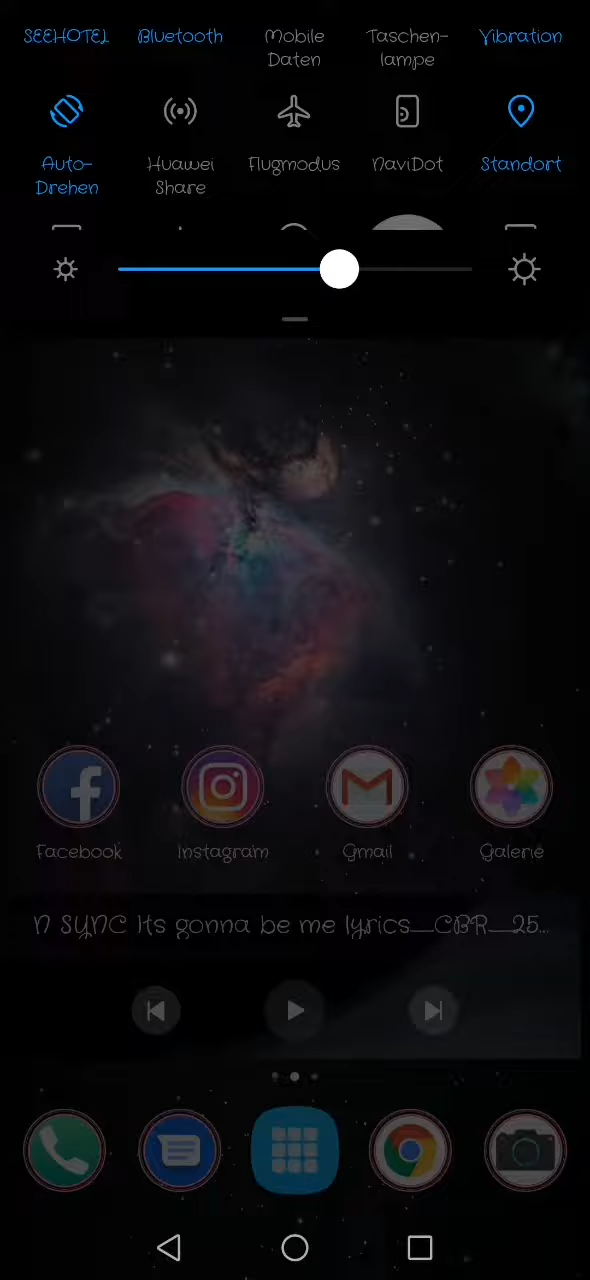 SEEHOTEL Bluetooth Mobile Daten Taschen-lampe Vibration
Auto-Drehen Huawei Share Flugmodus NaviDot Standort
Facebook Instagram Gmail Galerie
N SYNC Its gonna be me lyrics__CBR__25...